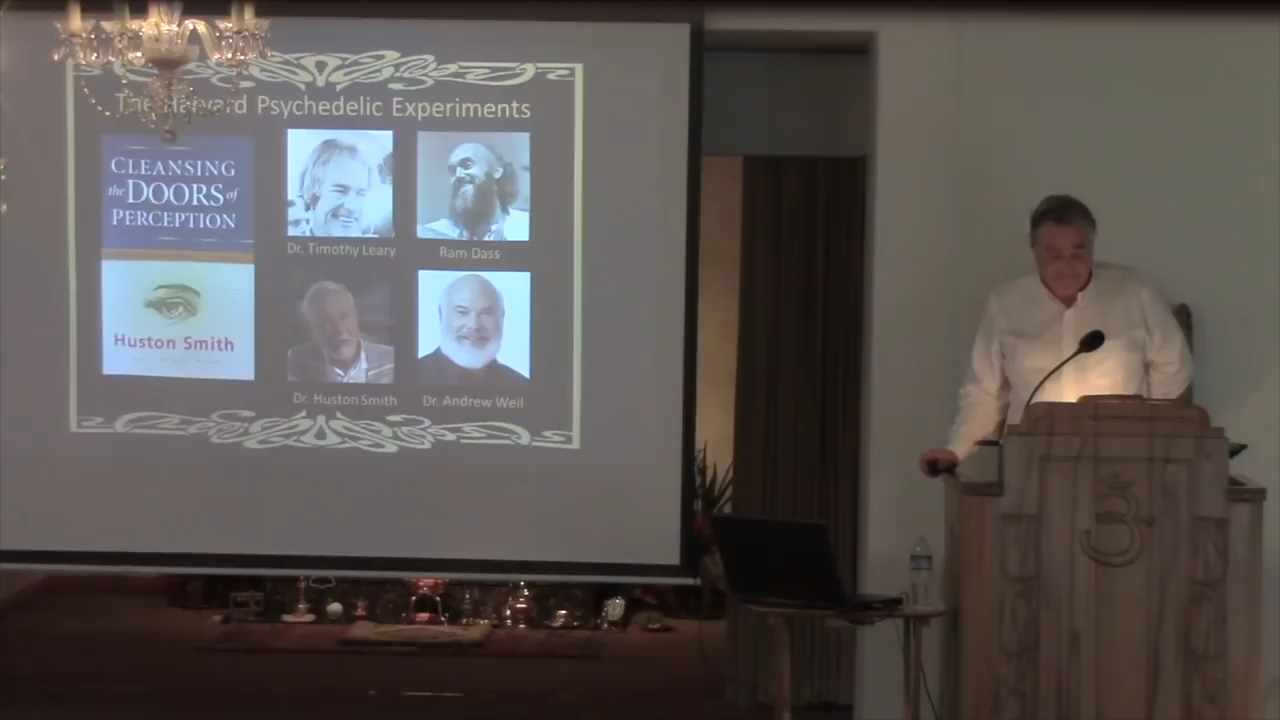 The Harvard Psychedelic Experiments
CLEANSING
the DOORS of
PERCEPTION
Huston Smith
Dr. Timothy Leary
Ram Dass
Dr. Huston Smith
Dr. Andrew Weil
ॐ